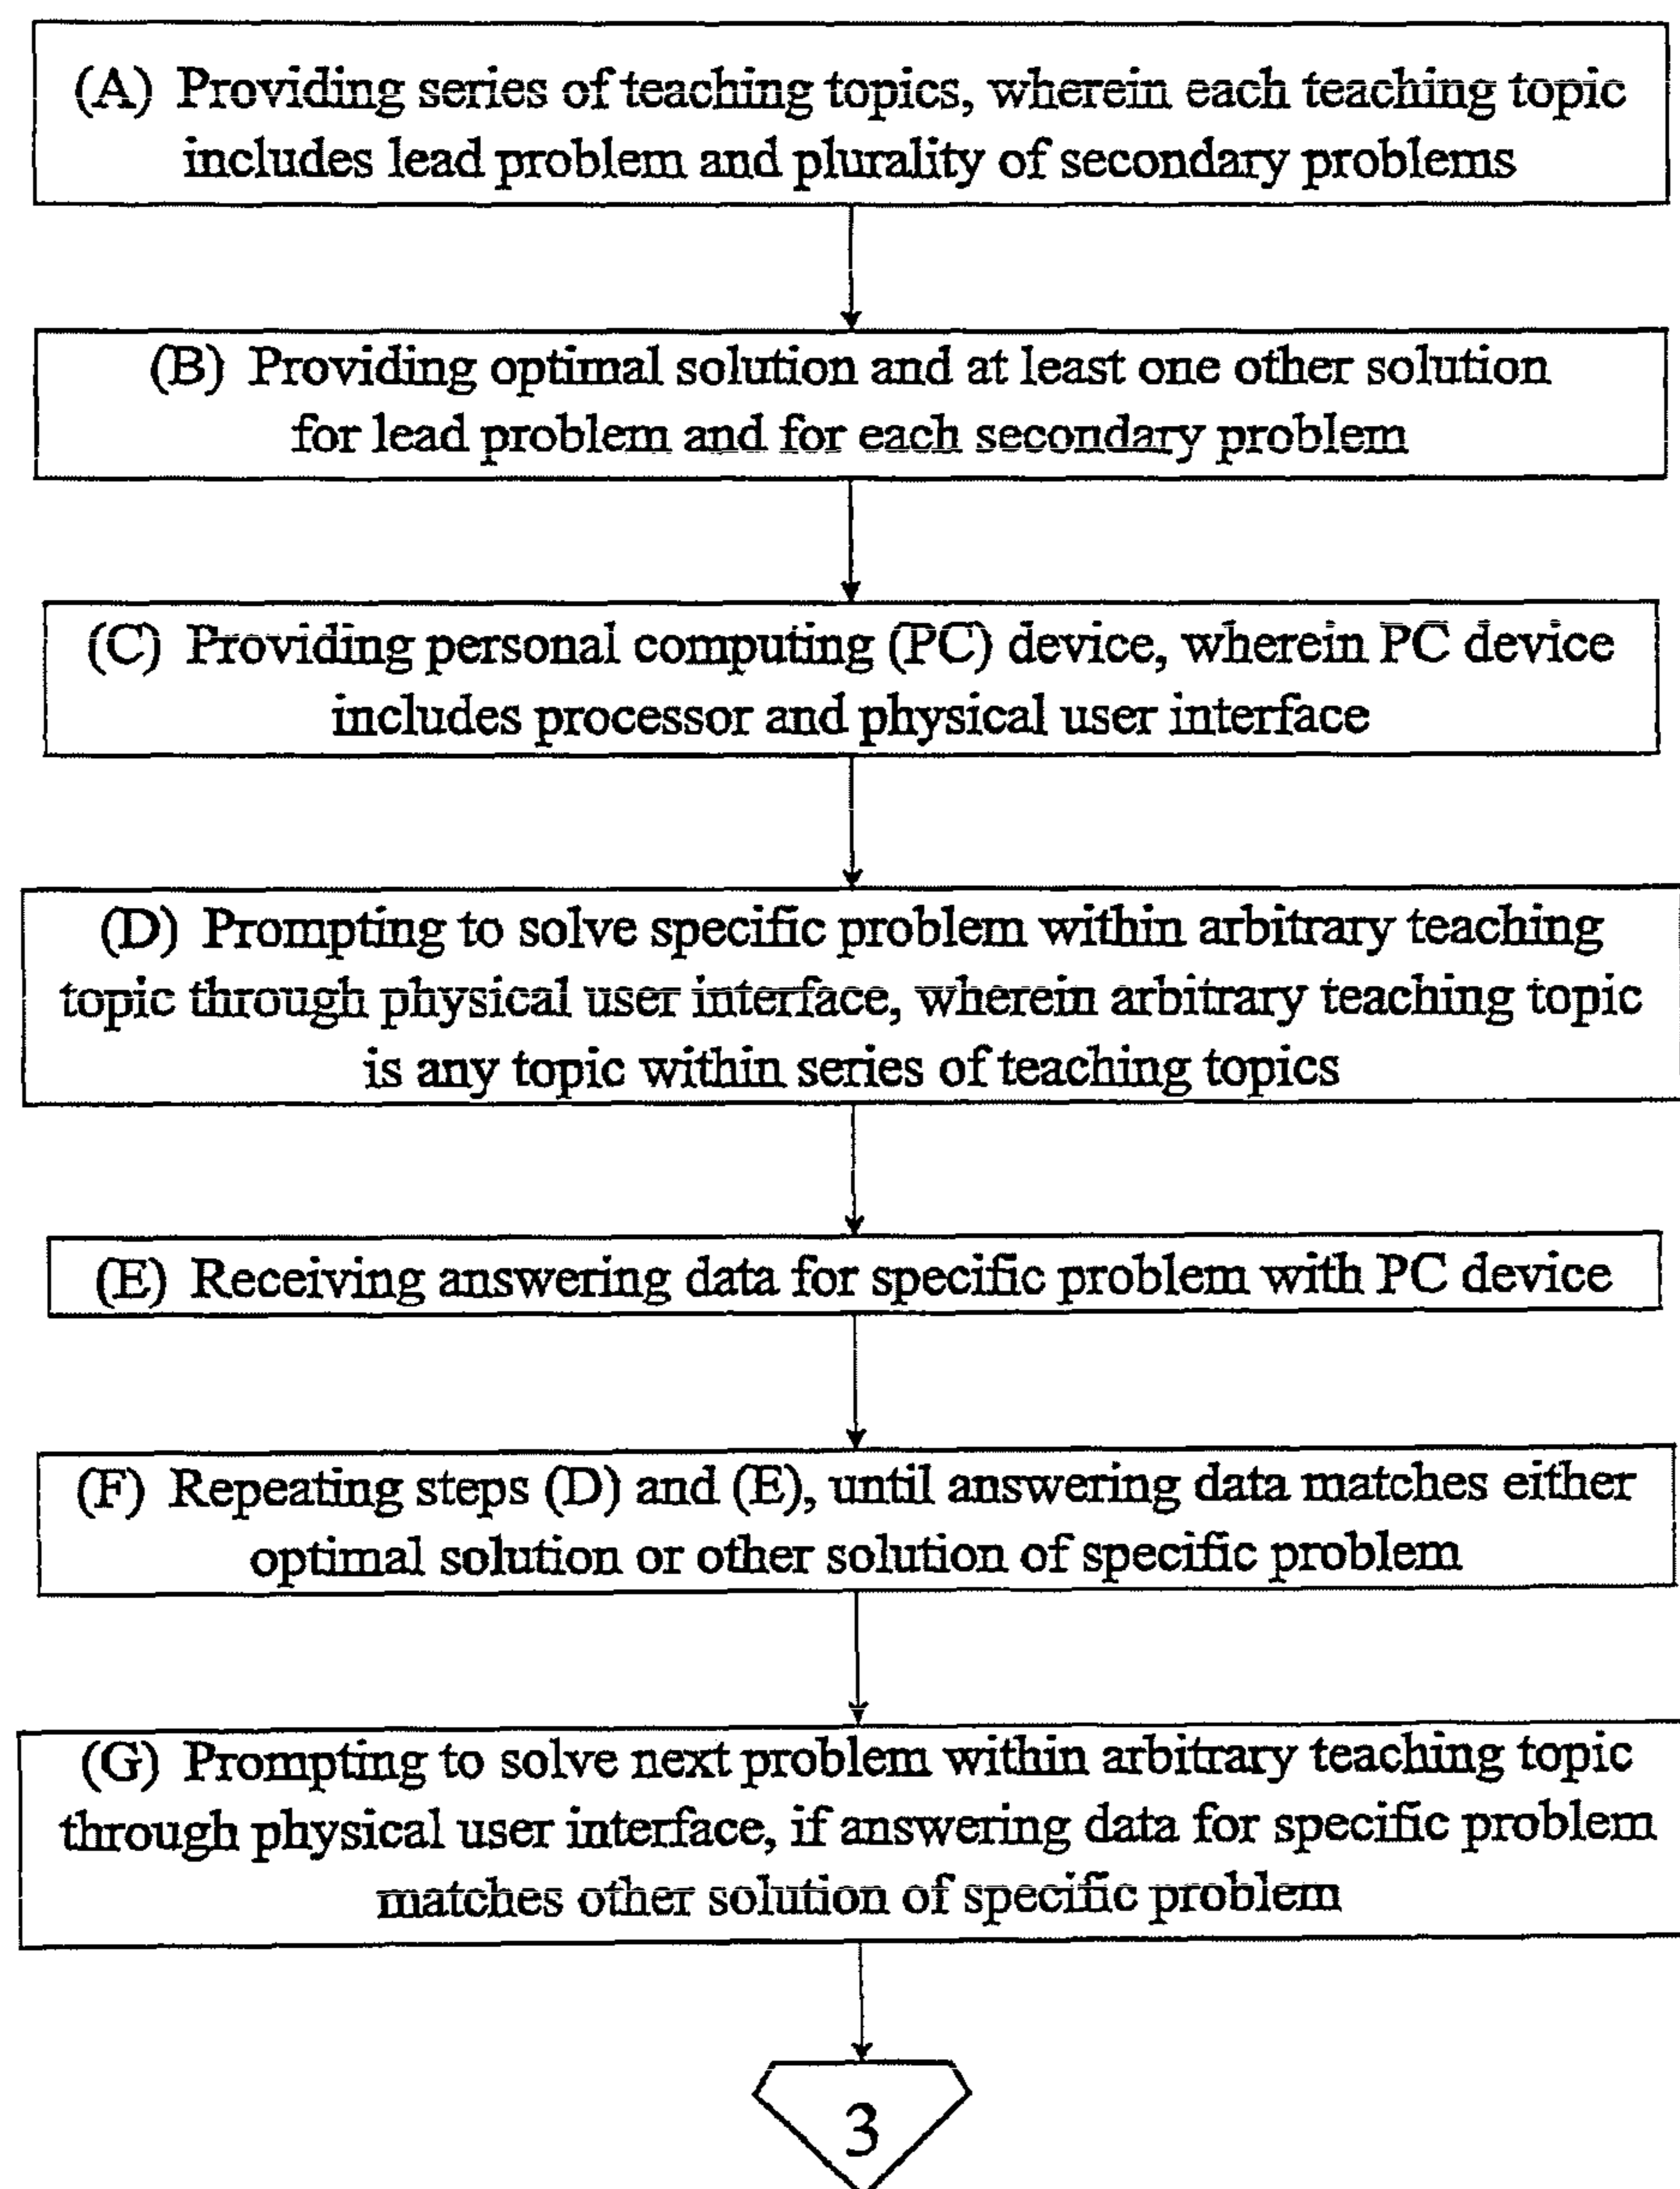 (A) Providing series of teaching topics, wherein each teaching topic
includes lead problem and plurality of secondary problems
(B) Providing optimal solution and at least one other solution
for lead problem and for each secondary problem
(C) Providing personal computing (PC) device, wherein PC device
includes processor and physical user interface
(D) Prompting to solve specific problem within arbitrary teaching
topic through physical user interface, wherein arbitrary teaching topic
is any topic within series of teaching topics
(E) Receiving answering data for specific problem with PC device
(F) Repeating steps (D) and (E), until answering data matches either
optimal solution or other solution of specific problem
(G) Prompting to solve next problem within arbitrary teaching topic
through physical user interface, if answering data for specific problem
matches other solution of specific problem
3